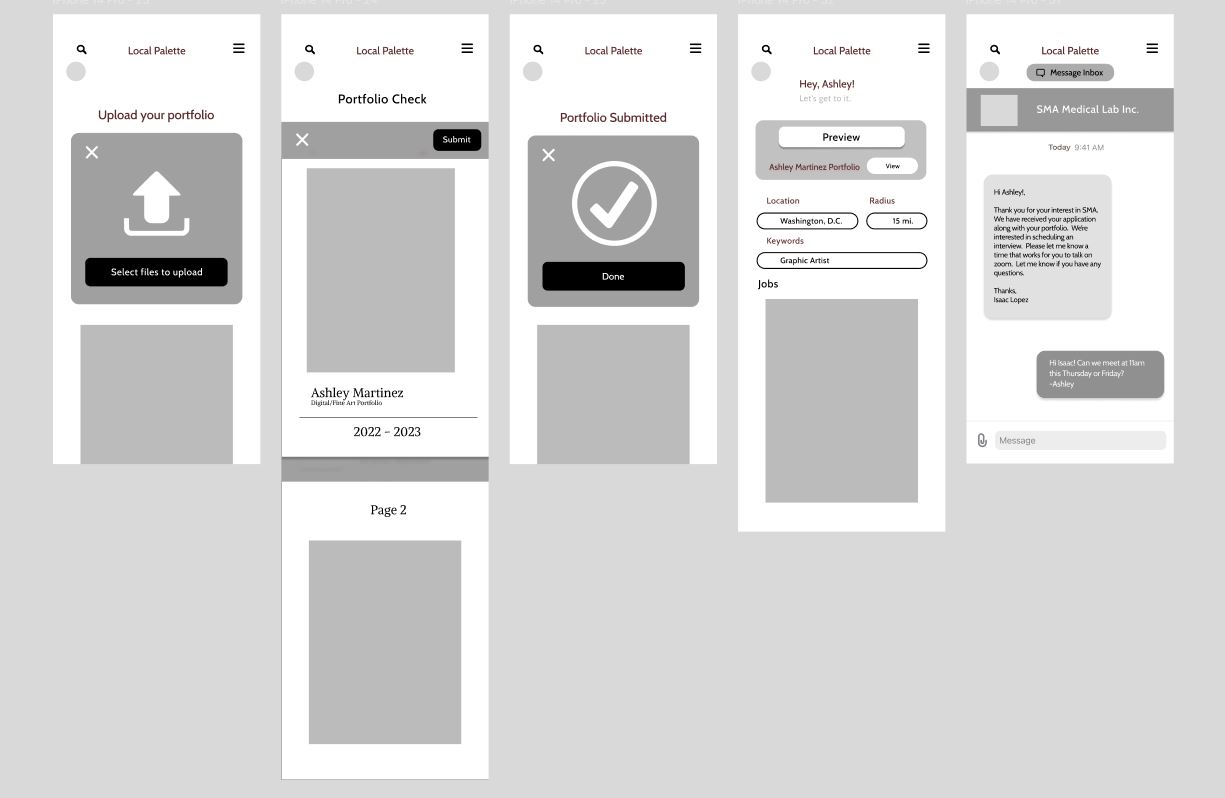 iPhone 14 Pro - 24
Local Palette
Upload your portfolio
Select files to upload
Local Palette
Portfolio Check
Submit
Ashley Martinez
Digital/Fine Art Portfolio
2022 - 2023
Page 2
Local Palette
Portfolio Submitted
Done
Local Palette
Hey, Ashley!
Let's get to it.
Preview
Ashley Martinez Portfolio
View
Location
Radius
Washington, D.C.
15 mi.
Keywords
Graphic Artist
Jobs
Local Palette
Message Inbox
SMA Medical Lab Inc.
Today 9:41 AM
Hi Ashley!,
Thank you for your interest in SMA.
We have received your application
along with your portfolio. We're
interested in scheduling an
interview. Please let me know a
time that works for you to talk on
zoom. Let me know if you have any
questions.
Thanks,
Isaac Lopez
Hi Isaac! Can we meet at 11am
this Thursday or Friday?
-Ashley
Message